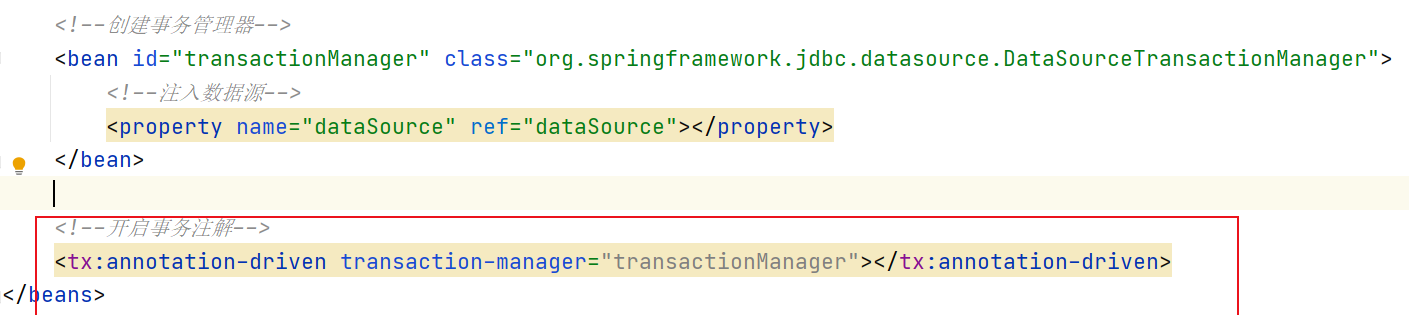 <!--创建事务管理器-->
<bean id="transactionManager" class="org.springframework.jdbc.datasource.DataSourceTransactionManager">
<!--注入数据源-->
<property name="dataSource" ref="dataSource"></property>
</bean>
<!--开启事务注解-->
<tx:annotation-driven transaction-manager="transactionManager"></tx:annotation-driven>
</beans>